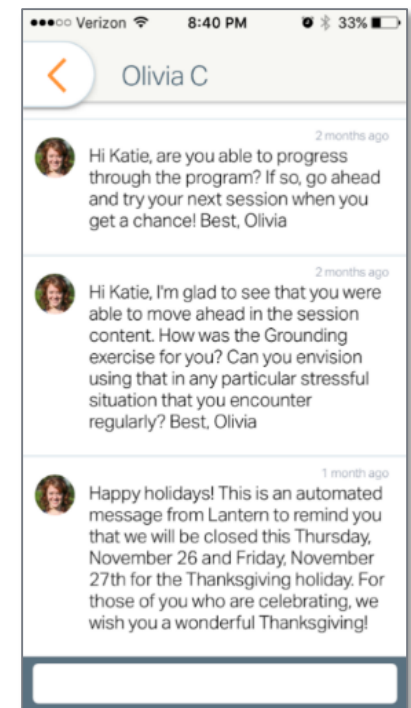 Verizon 8:40 PM 33%
Olivia C
2 months ago
Hi Katie, are you able to progress
through the program? If so, go ahead
and try your next session when you
get a chance! Best, Olivia
2 months ago
Hi Katie, I'm glad to see that you were
able to move ahead in the session
content. How was the Grounding
exercise for you? Can you envision
using that in any particular stressful
situation that you encounter
regularly? Best, Olivia
1 month ago
Happy holidays! This is an automated
message from Lantern to remind you
that we will be closed this Thursday,
November 26 and Friday, November
27th for the Thanksgiving holiday. For
those of you who are celebrating, we
wish you a wonderful Thanksgiving!